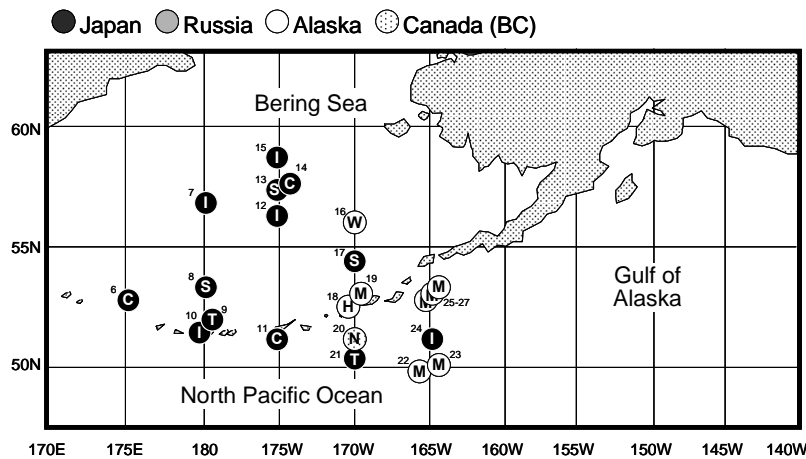 Japan Russia Alaska Canada (BC)
Bering Sea
60N
15 I
14 C
13 S
7 I
12 I
16 W
55N
17 S
8 S
19 M
M
M
M
25-27
Gulf of
Alaska
6 C
18 H
9 T
10 I
11 C
20 N
24 I
21 T
50N
22 M
23 M
North Pacific Ocean
170E 175E 180 175W 170W 165W 160W 155W 150W 145W 140W